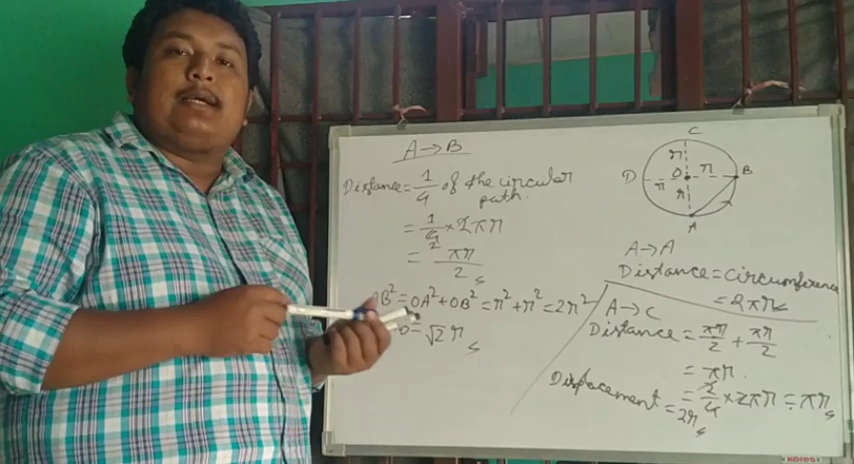 A→B
Distance = 1/4 of the circular
path.
= 1/4 × 2πr
= πr/2
B² = OA² + OB² = r² + r² = 2r²
= √2 r
C
r
D r O r B
r
A
A→A
Distance = circumference
= 2πr
A→C
Distance = πr/2 + πr/2
= πr.
= 2/4 × 2πr = πr
Displacement = 2r